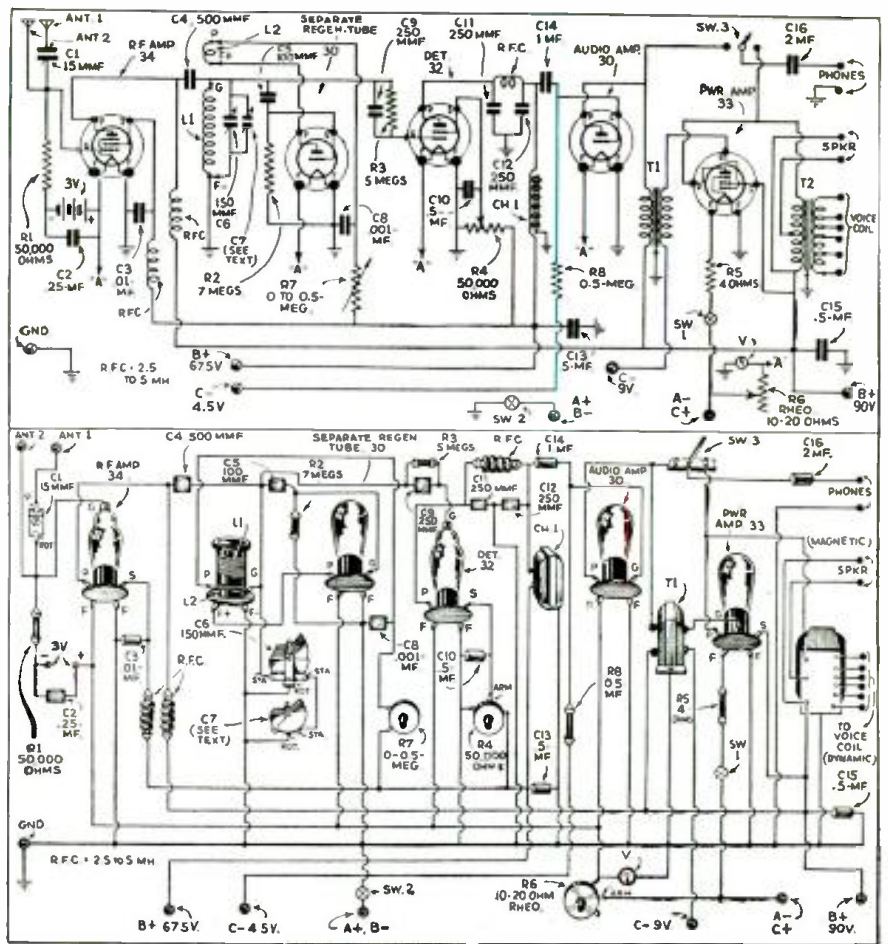 ANT. 1
ANT 2
C1
15 MMF
R F AMP
34
C4, 500 MMF
L2
SEPARATE
REGEN. TUBE
30
C5
100 MMF
P
F+
G
L1
F-
150
MMF
C6
C7
(SEE
TEXT)
C9
250
MMF
R3
5 MEGS
DET.
32
C11
250 MMF
R.F.C.
C14
.1 MF
AUDIO AMP.
30
SW. 3
C16
2 MF
PHONES
PWR AMP
33
SPKR
T1
T2
VOICE
COIL
R1
50,000
OHMS
3V
+
C2
.25-MF
"A-"
C3
.01-
MF
RFC
RFC
R2
7 MEGS
R7
0 TO 0.5-
MEG.
"A-"
C8
.001-
MF
"A-"
C10
.5
MF
R4
50,000
OHMS
C12
250
MMF
CH 1
A-
R8
0.5-MEG
R5
4 OHMS
SW
1
C15
.5-MF
GND
R.F.C. = 2.5
TO 5 MH
B+
67.5V
C-
4.5V
C13
.5-MF
C-
9V
V
A-
R6
RHEO.
10-20 OHMS
SW 2
A+
B-
A-
C+
B+
90V
ANT 2
ANT 1
C1
15 MMF
ROT
R F AMP
34
C4 500 MMF
SEPARATE REGEN
TUBE 30
C5
100
MMF
R2
7 MEGS
R3
5 MEGS
R.F.C.
C14
.1 MF
C11
250 MMF
C12
250
MMF
C9
250
MMF
AUDIO AMP
30
SW. 3
C16
2 MF.
PHONES
(MAGNETIC)
SPKR
PWR
AMP 33
G
P
S
F
F
L1
P
G
L2
F+
F-
C6
150 MMF.
STA
ROT
C7
(SEE
TEXT)
STA
ROT.
P
G
F
F
C8
.001-
MF
R7
0-0.5-
MEG
G
DET.
32
P
S
F
F
C10
.5
MF
ARM
R4
50,000
OHMS
CH 1
C13
.5
MF
P
G
F
F
R8
0.5
MF
T1
G
P
S
F
F
R5
4
OHMS
SW
1
TO
VOICE
COIL
(DYNAMIC)
C15
.5-MF
3V
-
+
C2
.25
MF
R1
50,000
OHMS
C3
.01-
MF
R.F.C.
GND
R.F.C. = 2.5 TO 5 MH
SW. 2
B+ 67.5V.
C- 4.5V.
A+, B-
R6
10-20 OHM
RHEO.
V
ARM
C- 9V.
A-
C+
B+
90V.